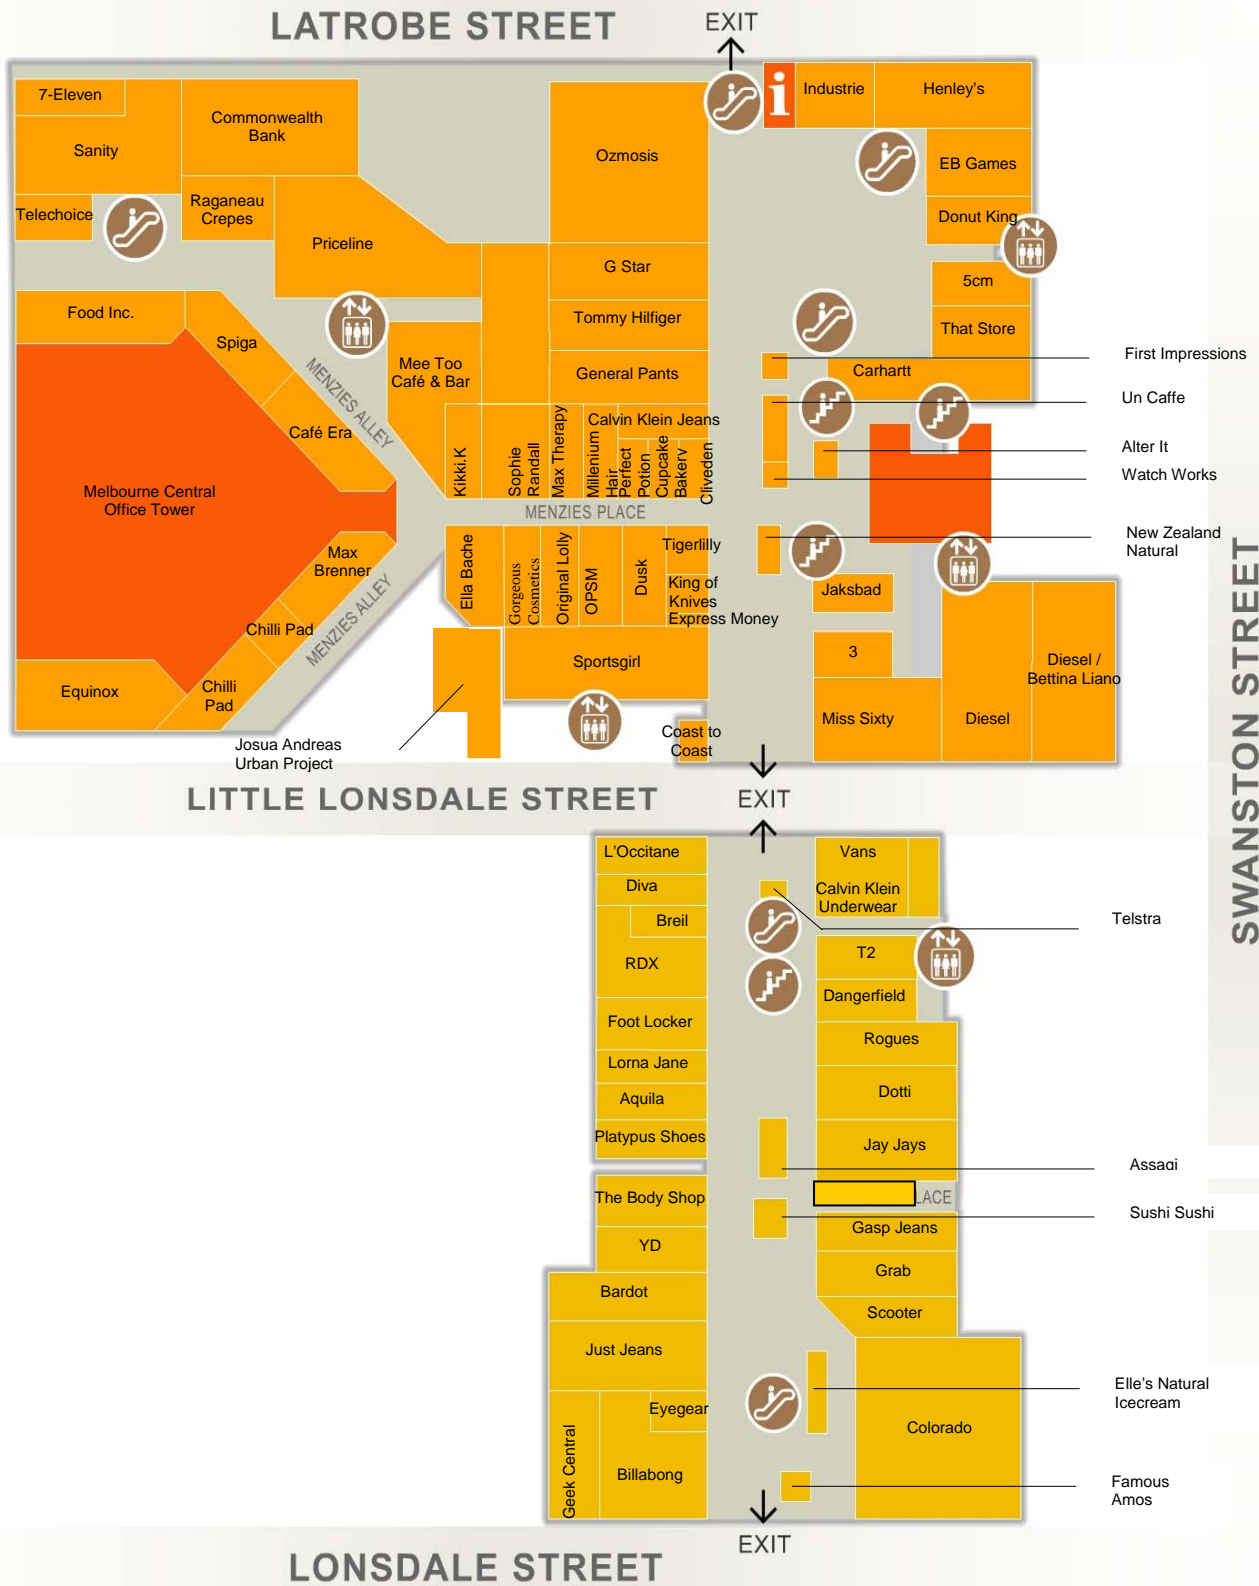 LATROBE STREET
EXIT
7-Eleven
Sanity
Telechoice
Commonwealth
Bank
Raganeau
Crepes
Priceline
Ozmosis
G Star
Tommy Hilfiger
General Pants
i
Industrie
Henley's
EB Games
Donut King
5cm
That Store
Carhartt
First Impressions
Un Caffe
Alter It
Watch Works
New Zealand
Natural
Food Inc.
Spiga
MENZIES ALLEY
Café Era
Mee Too
Café & Bar
Melbourne Central
Office Tower
Kikki.K
Sophie
Randall
Max Therapy
Millenium
Hair
Calvin Klein Jeans
Perfect
Potion
Cupcake
Bakery
Cliveden
MENZIES PLACE
Max
Brenner
MENZIES ALLEY
Chilli Pad
Chilli
Pad
Equinox
Ella Bache
Gorgeous
Cosmetics
Original Lolly
OPSM
Dusk
Tigerlilly
King of
Knives
Express Money
Sportsgirl
Coast to
Coast
Josua Andreas
Urban Project
Jaksbad
3
Miss Sixty
Diesel
Diesel /
Bettina Liano
SWANSTON STREET
LITTLE LONSDALE STREET
EXIT
L'Occitane
Diva
Breil
RDX
Foot Locker
Lorna Jane
Aquila
Platypus Shoes
The Body Shop
YD
Bardot
Just Jeans
Eyegear
Geek Central
Billabong
Vans
Calvin Klein
Underwear
Telstra
T2
Dangerfield
Rogues
Dotti
Jay Jays
LACE
Assagi
Sushi Sushi
Gasp Jeans
Grab
Scooter
Elle's Natural
Icecream
Colorado
Famous
Amos
EXIT
LONSDALE STREET